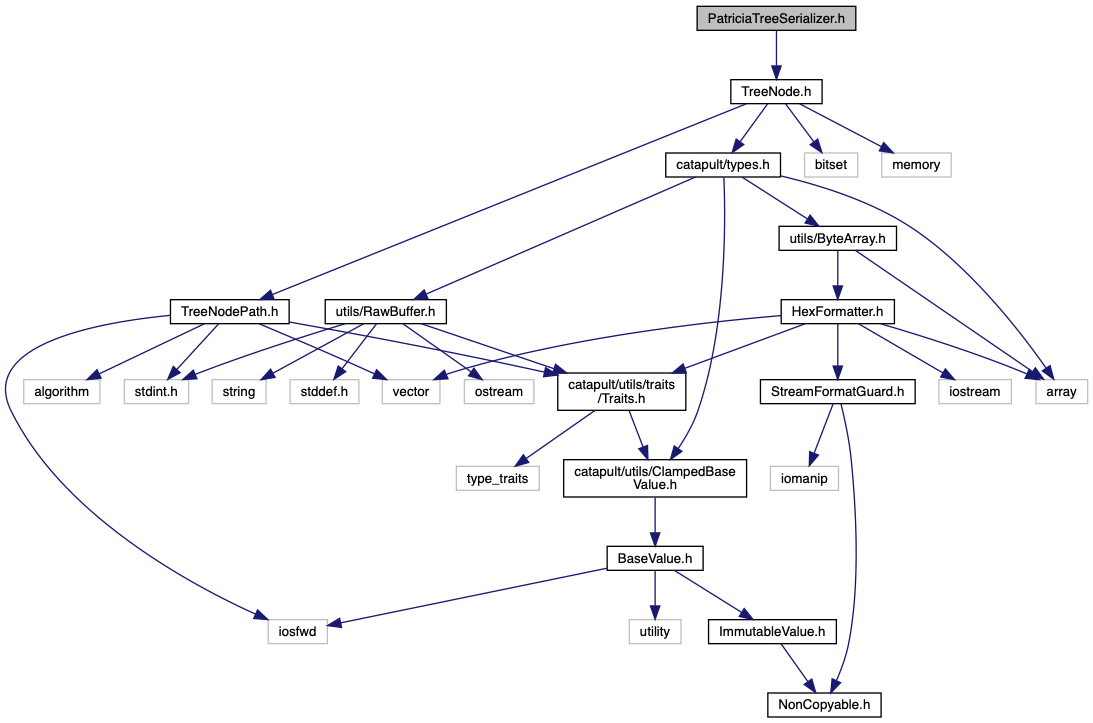 PatriciaTreeSerializer.h
TreeNode.h
catapult/types.h
bitset
memory
utils/ByteArray.h
TreeNodePath.h
utils/RawBuffer.h
HexFormatter.h
algorithm
stdint.h
string
stddef.h
vector
ostream
catapult/utils/traits
/Traits.h
StreamFormatGuard.h
iostream
array
type_traits
catapult/utils/ClampedBase
Value.h
iomanip
BaseValue.h
iosfwd
utility
ImmutableValue.h
NonCopyable.h